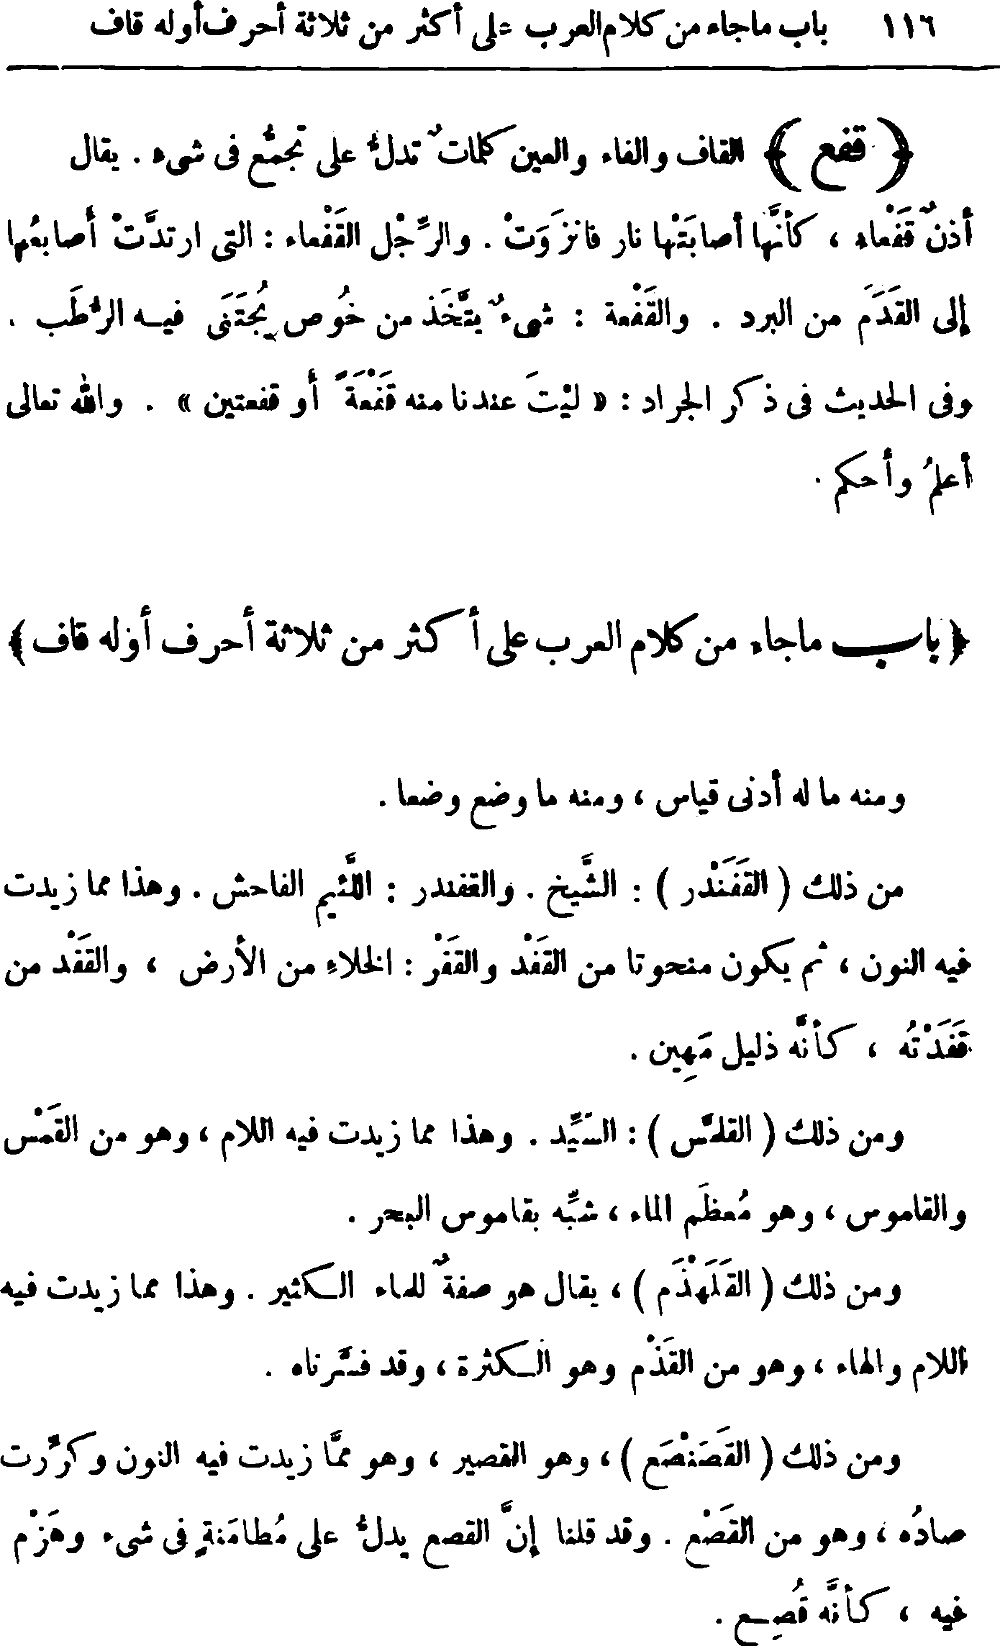 ١١٦ باب ماجاء من كلام العرب على أكثر من ثلاثة أحرف أوله قاف
﴿ قفع ﴾ القاف والفاء والعين كلماتٌ تدلُّ على تجمُّع فى شىء . يقال
أذنٌ قَفْعاء ، كأنَّها أصابَتْها نار فانزَوَتْ . والرِّجْل القَفْعاء : التى ارتدَّتْ أصابعُها
إلى القَدَمَ من البرد . والقَفْعة : شىءٌ يتَّخَذ من خُوص يُجتَنَى فيه الرُّطَب .
وفى الحديث فى ذكر الجراد : « ليْتَ عندنا منه قَفْعَةً أو قفعتين » . والله تعالى
أعلمُ وأحكم .
﴿ باب ماجاء من كلام العرب على أكثر من ثلاثة أحرف أوّله قاف ﴾
ومنه ما له أدنى قياس ، ومنه ما وضع وضعا .
من ذلك ( القَفَنْدر ) : الشَّيخ . والقفندر : اللَّئيم الفاحش . وهذا مما زيدت
فيه النون ، ثم يكون منحوتا من القَفْد والقَفْر : الخلاءِ من الأرض ، والقَفْد من
قَفَدْتُه ، كأنَّه ذليل مَهِين .
ومن ذلك ( القلمَّس ) : السَّيِّد . وهذا مما زيدت فيه اللام ، وهو من القَمْس
والقاموس ، وهو مُعظَم الماء ، شبِّه بقاموس البحر .
ومن ذلك ( القَلَهْذَم ) ، يقال هو صفةٌ للماء الكثير . وهذا مما زيدت فيه
اللام والهاء ، وهو من القَذْم وهو الكثرة ، وقد فسَّرناه .
ومن ذلك ( القَصَنْصَع ) ، وهو القصير ، وهو ممَّا زيدت فيه النون وكرِّرت
صادُه ، وهو من القَصْع . وقد قلنا إنَّ القصع يدلُّ على مُطامَنةٍ فى شىء وهَزْم
فيه ، كأنَّه قُصِع .